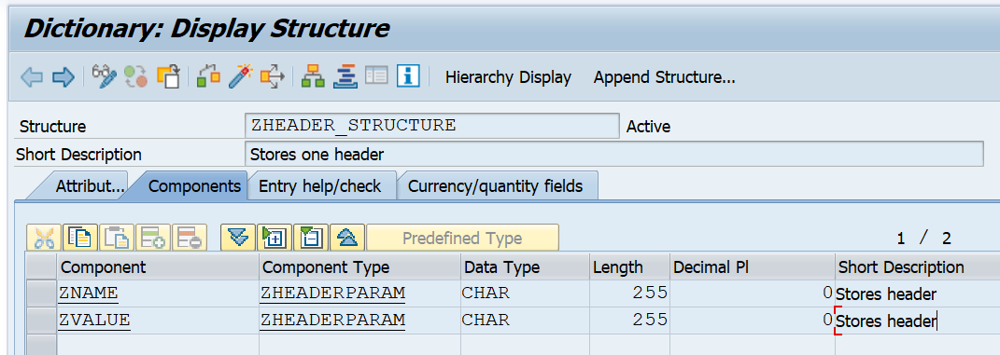 Dictionary: Display Structure
Hierarchy Display Append Structure...
Structure ZHEADER_STRUCTURE Active
Short Description Stores one header
Attribut... Components Entry help/check Currency/quantity fields
Predefined Type 1 / 2
Component Component Type Data Type Length Decimal Pl Short Description
ZNAME ZHEADERPARAM CHAR 255 0 Stores header
ZVALUE ZHEADERPARAM CHAR 255 0 Stores header